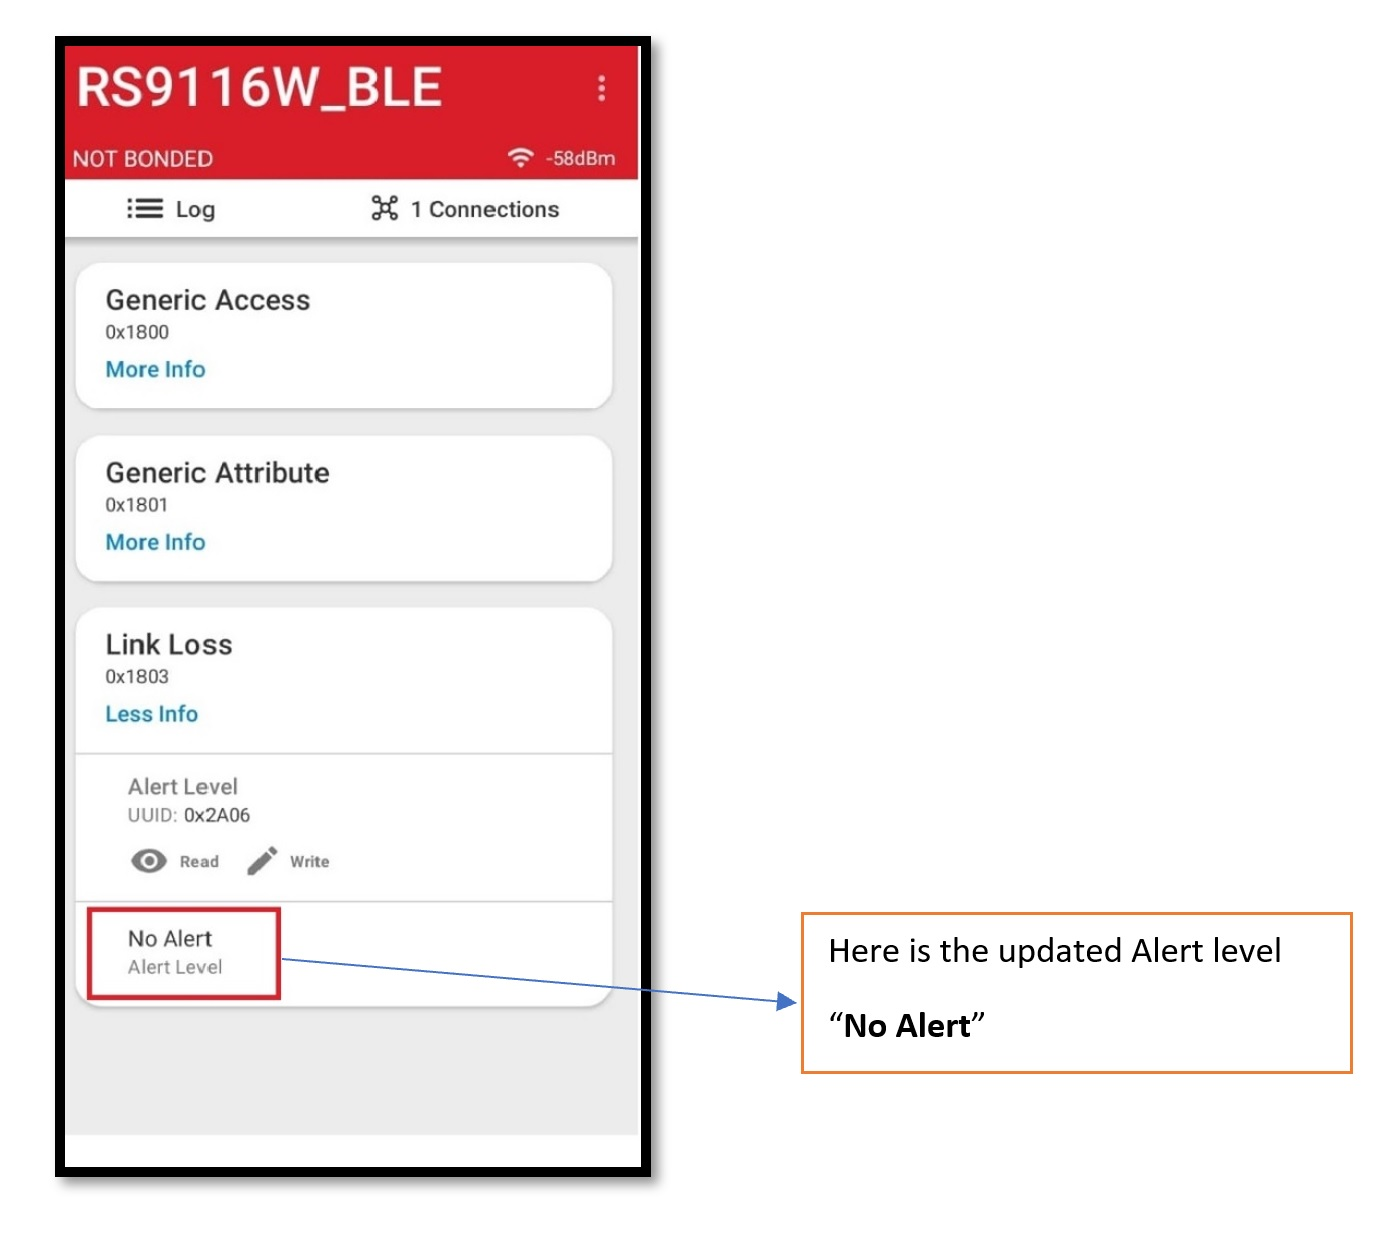 RS9116W_BLE
NOT BONDED
-58dBm
Log
1 Connections
Generic Access
0x1800
More Info
Generic Attribute
0x1801
More Info
Link Loss
0x1803
Less Info
Alert Level
UUID: 0x2A06
Read Write
No Alert
Alert Level
Here is the updated Alert level
“No Alert”